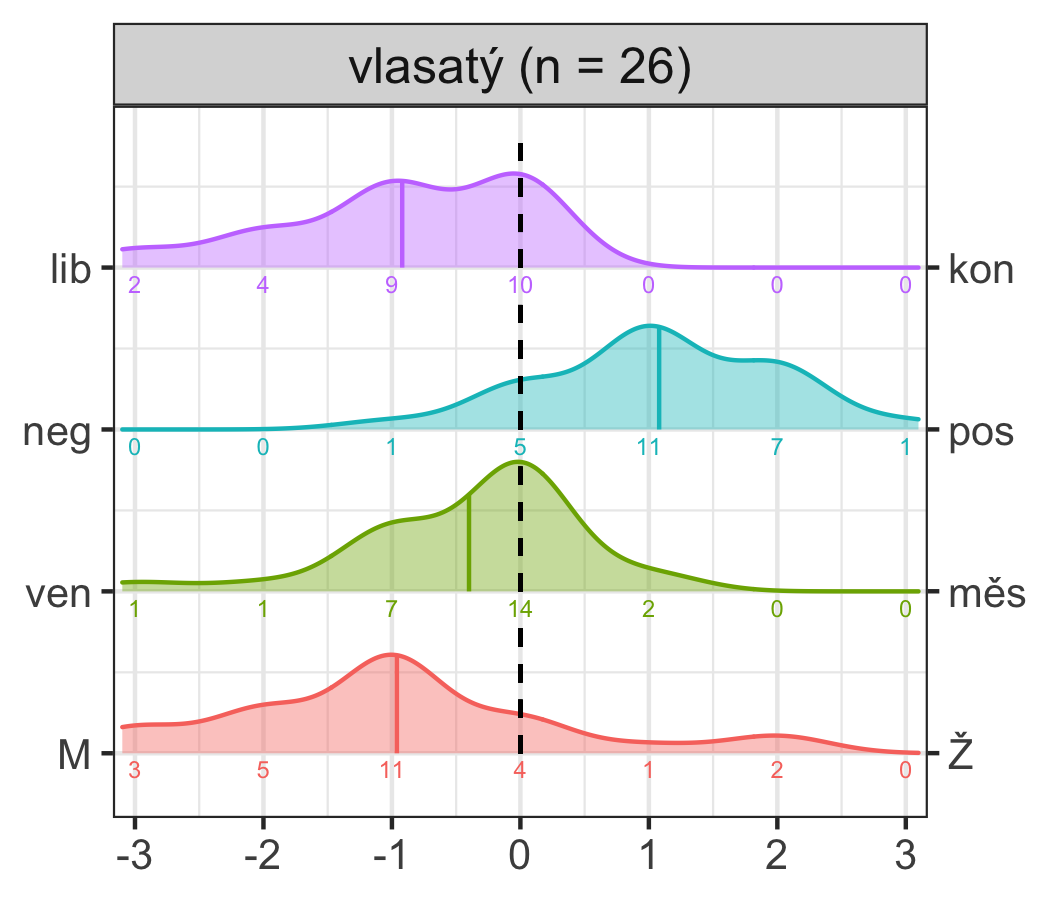 vlasatý (n = 26)
lib kon
2 4 9 10 0 0 0
neg pos
0 0 1 5 11 7 1
ven měs
1 1 7 14 2 0 0
M Ž
3 5 11 4 1 2 0
-3 -2 -1 0 1 2 3